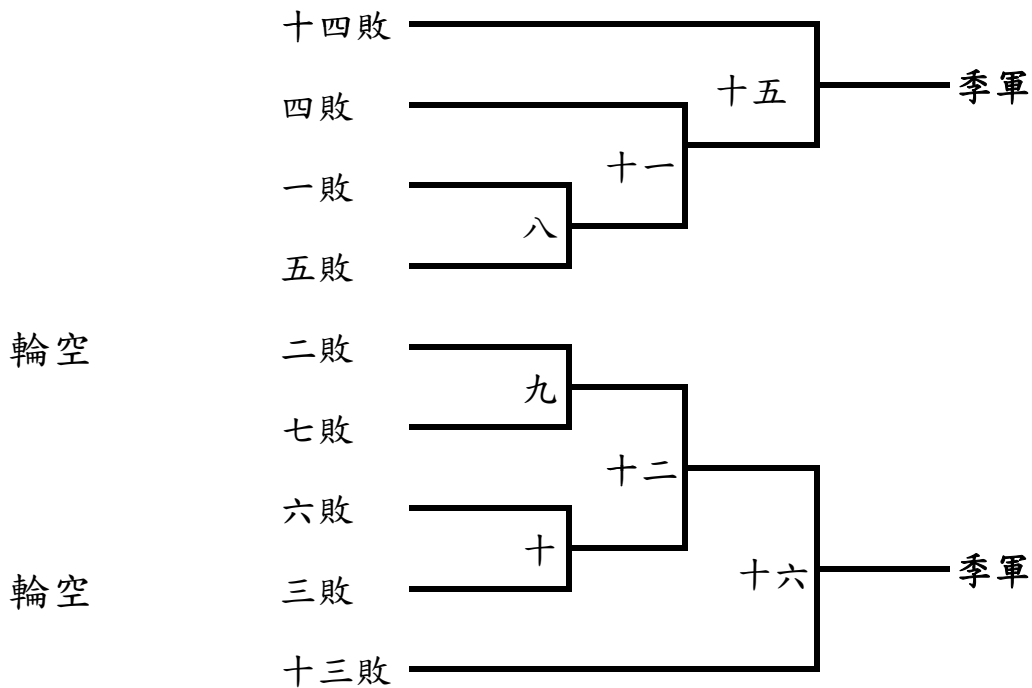 十四敗
十五
季軍
四敗
十一
一敗
八
五敗
輪空
二敗
九
七敗
十二
六敗
十
十六
季軍
輪空
三敗
十三敗